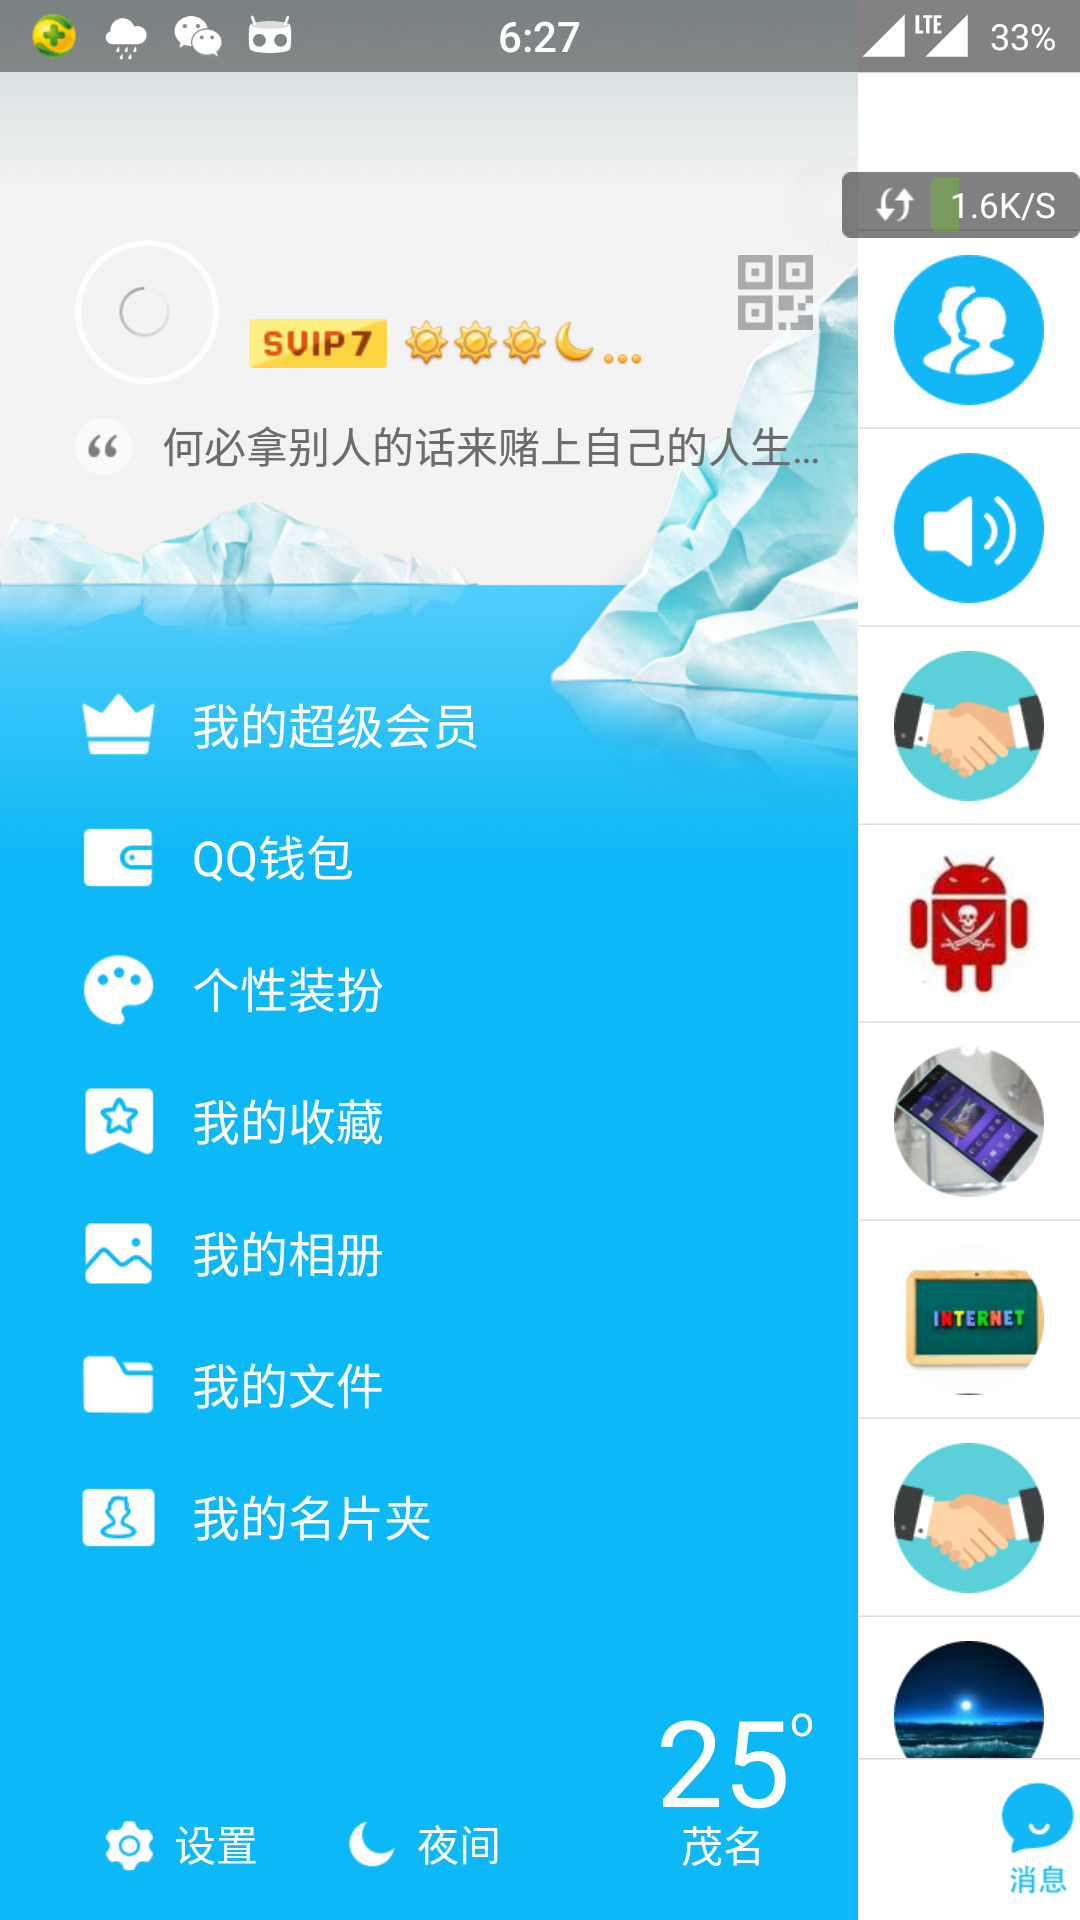 6:27
LTE
33%
1.6K/S
SVIP7
...
何必拿别人的话来赌上自己的人生...
我的超级会员
QQ钱包
个性装扮
我的收藏
我的相册
INTERNET
我的文件
我的名片夹
25°
茂名
设置
夜间
消息